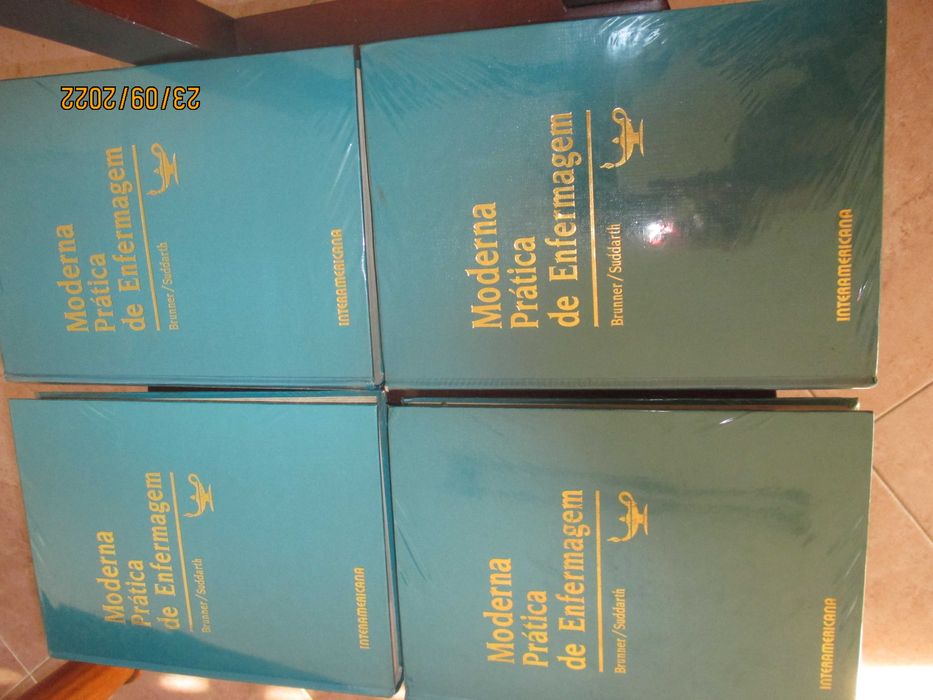 23/09/2022
Moderna
Prática
de Enfermagem
Brunner/Suddarth
INTERAMERICANA
Moderna
Prática
de Enfermagem
Brunner/Suddarth
INTERAMERICANA
Moderna
Prática
de Enfermagem
Brunner/Suddarth
INTERAMERICANA
Moderna
Prática
de Enfermagem
Brunner/Suddarth
INTERAMERICANA